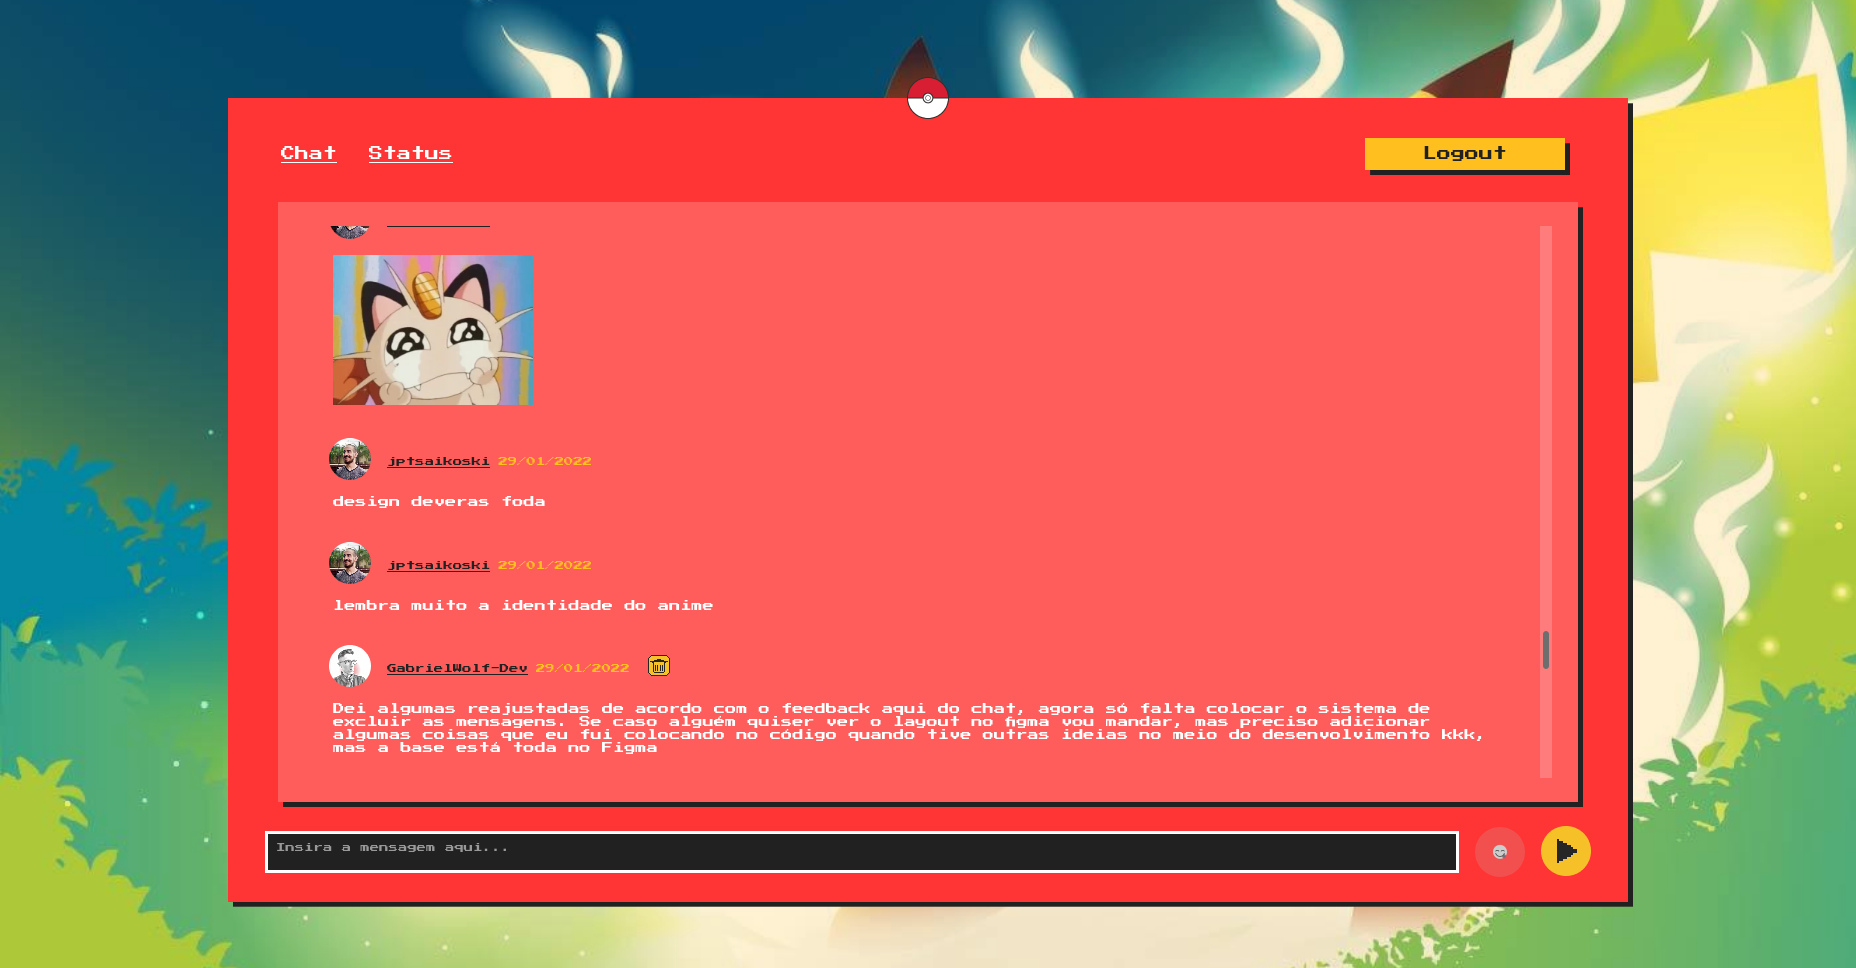 Chat Status
Logout
jptsaikoski 29/01/2022
design deveras foda
jptsaikoski 29/01/2022
lembra muito a identidade do anime
GabrielWolf-Dev 29/01/2022
Dei algumas reajustadas de acordo com o feedback aqui do chat, agora só falta colocar o sistema de
excluir as mensagens. Se caso alguém quiser ver o layout no figma vou mandar, mas preciso adicionar
algumas coisas que eu fui colocando no código quando tive outras ideias no meio do desenvolvimento kkk,
mas a base está toda no Figma
Insira a mensagem aqui...